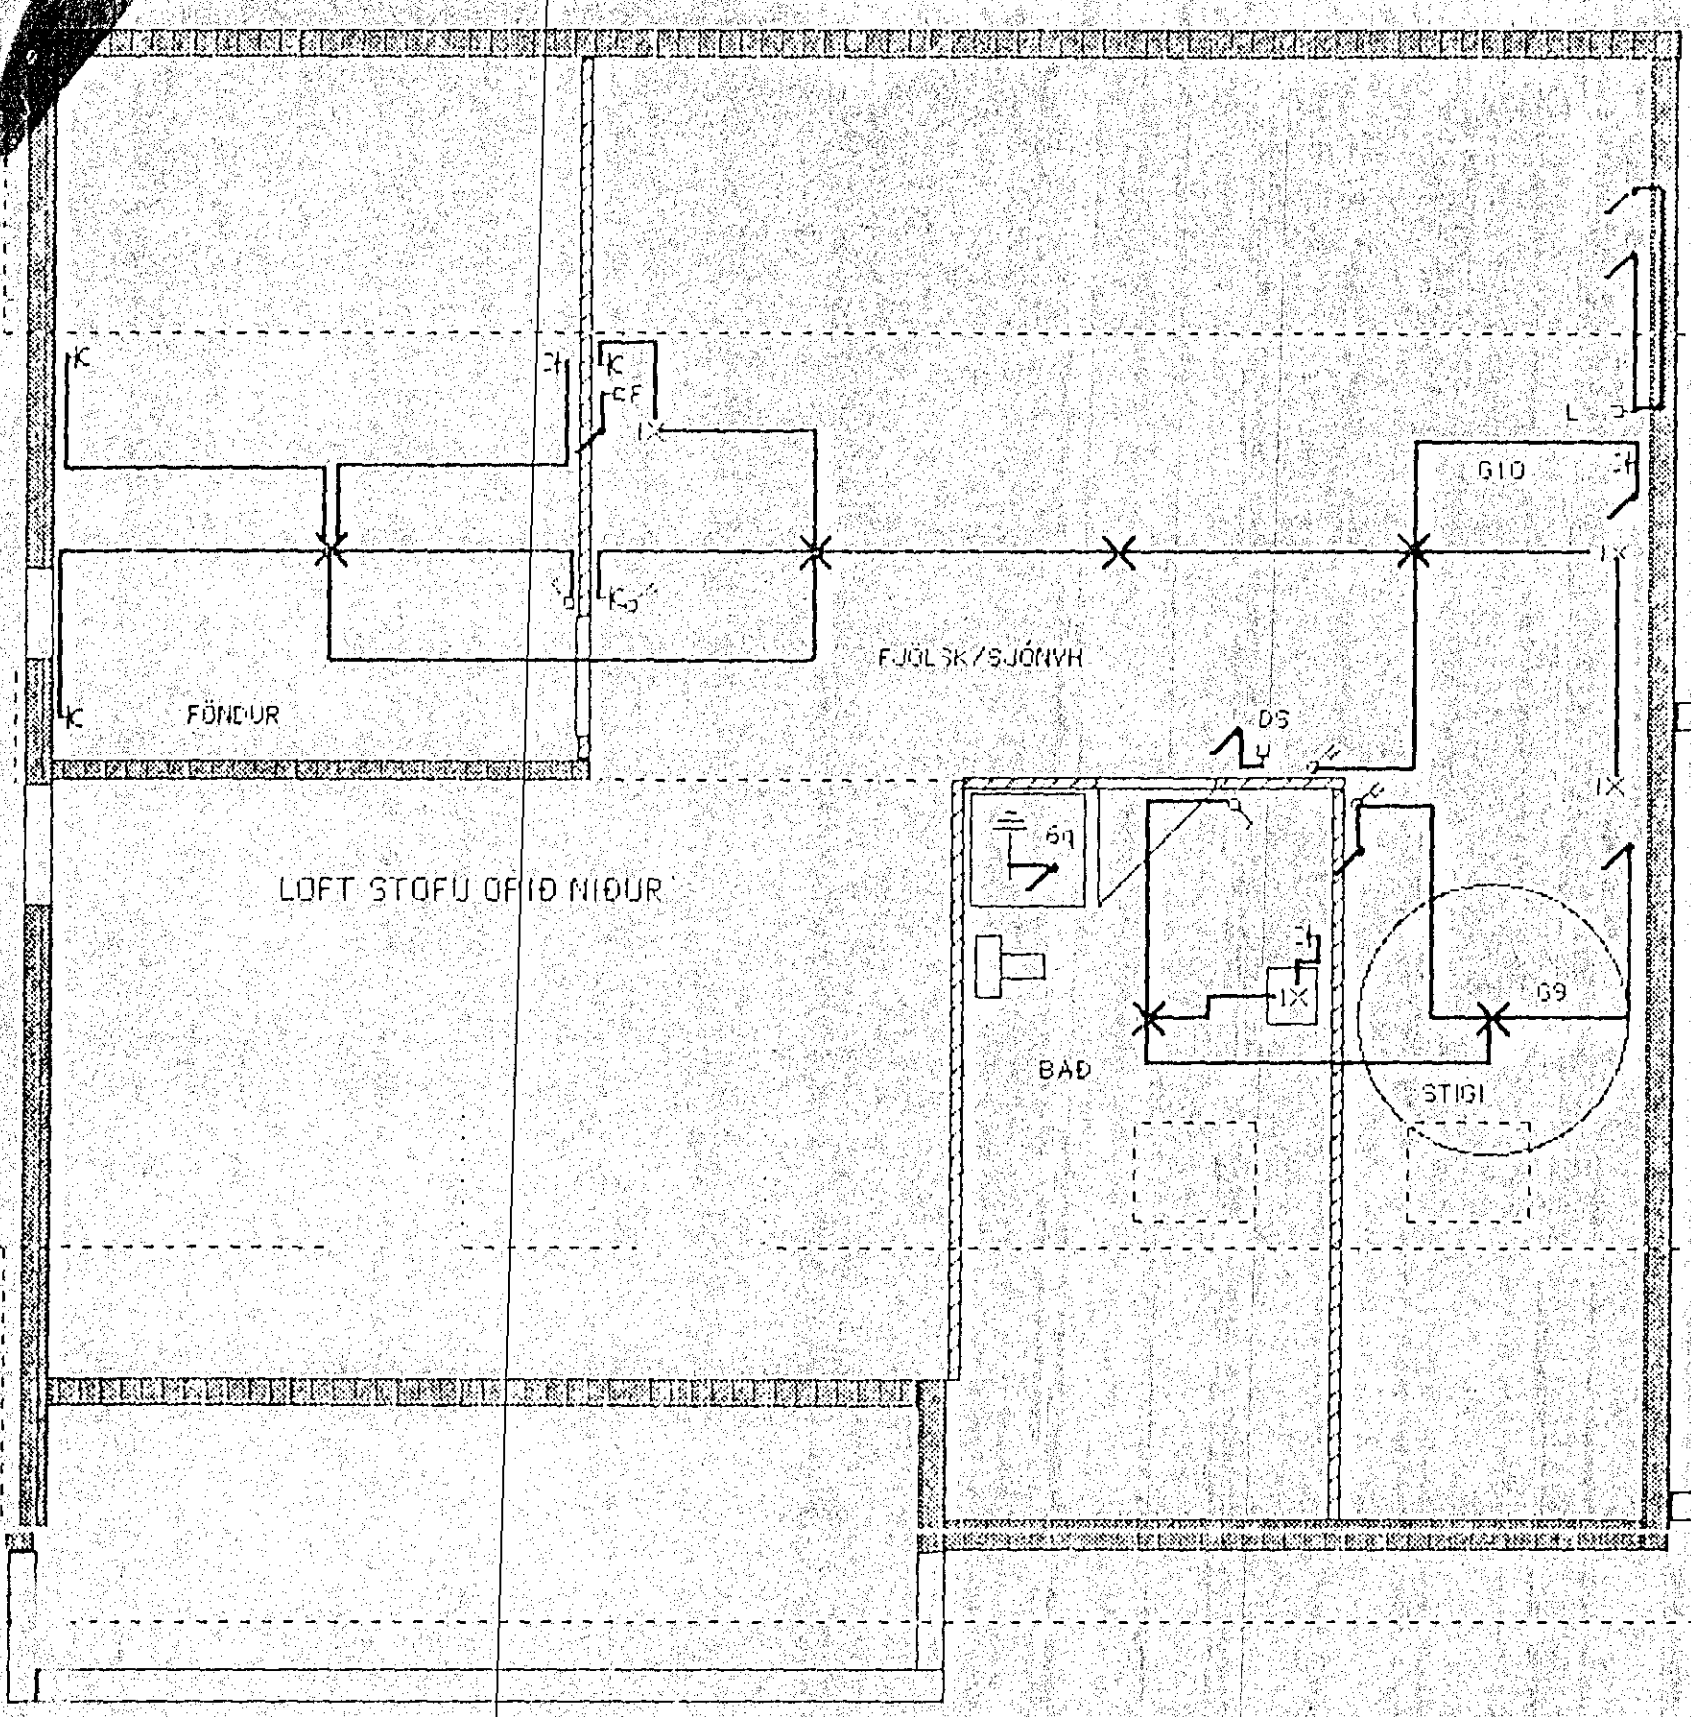 L
G10
FJÖLSK/SJÓNVH
FÖNDUR
DS
LOFT STOFU OPIÐ NIÐUR
G9
BAÐ
STIGI